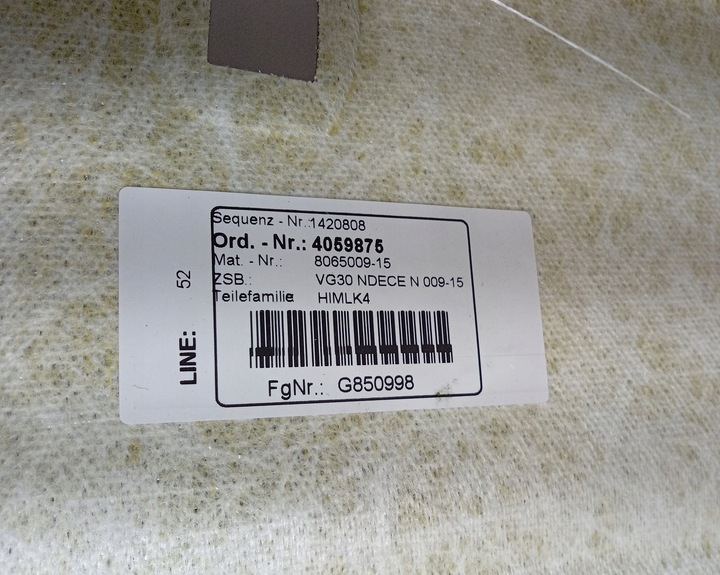 Sequenz - Nr.:1420808
Ord. - Nr.: 4059875
Mat. - Nr.: 8065009-15
ZSB.: VG30 NDECE N 009-15
Teilefamilie: HIMLK4
FgNr.: G850998
LINE: 52